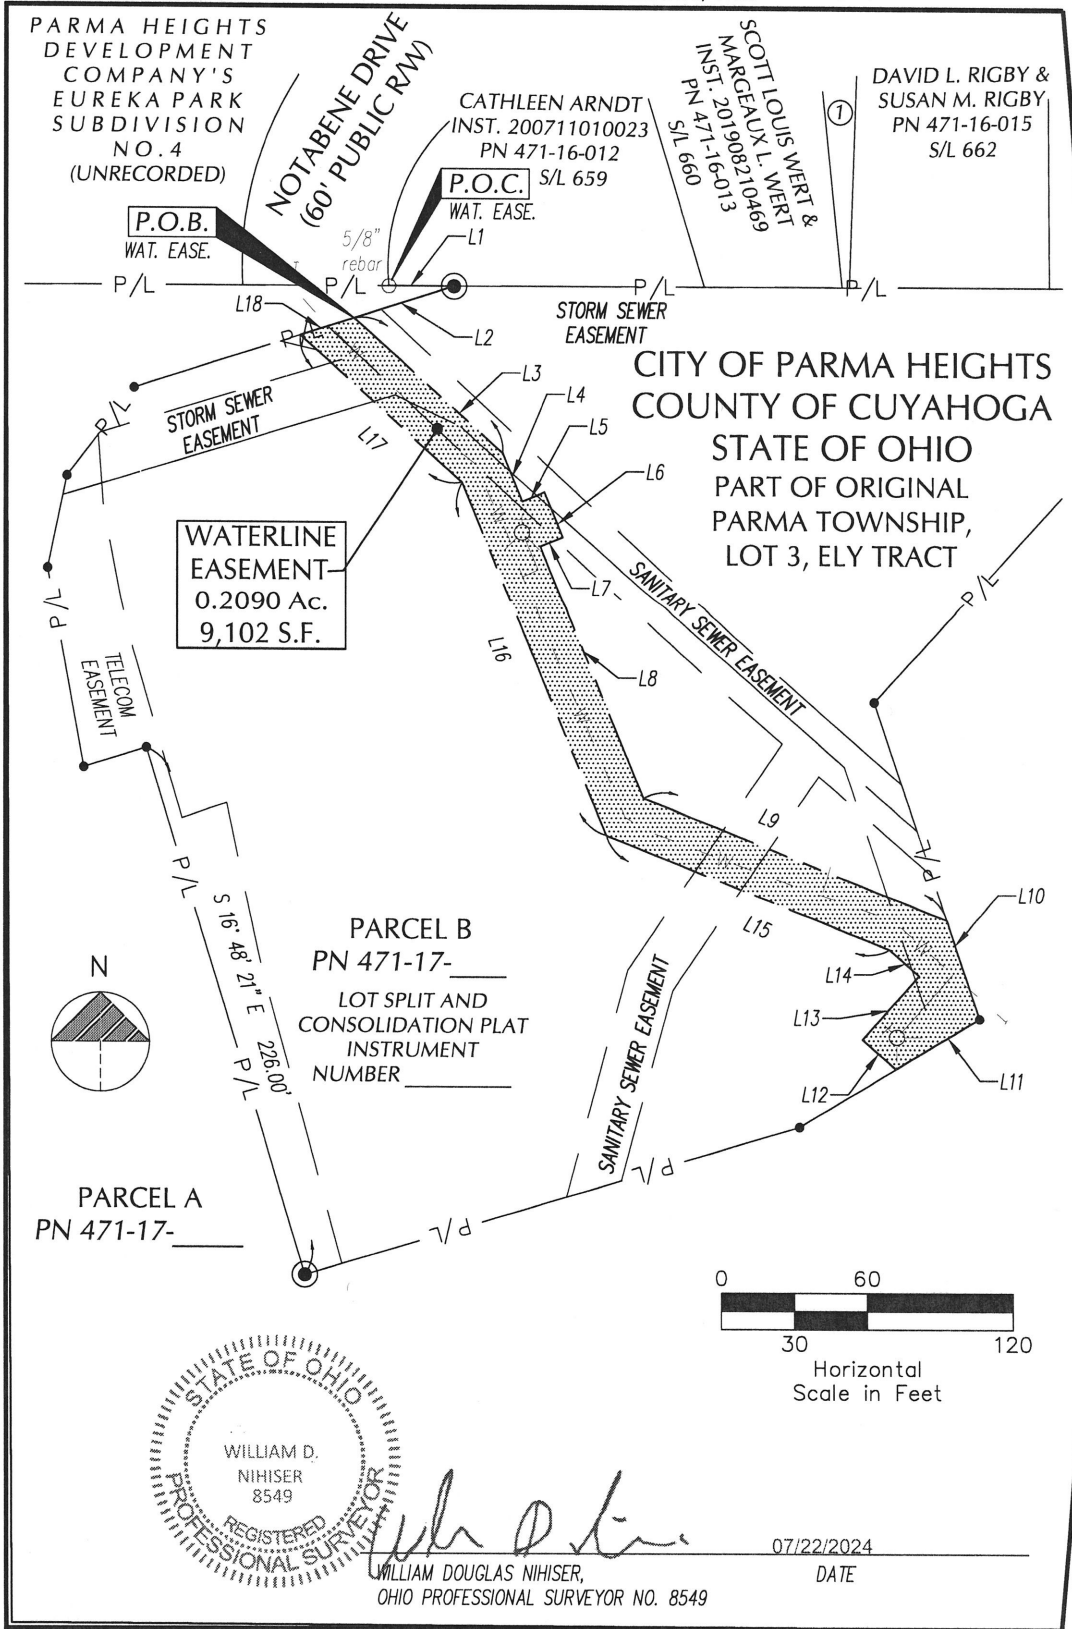 PARMA HEIGHTS
DEVELOPMENT
COMPANY'S
EUREKA PARK
SUBDIVISION
NO. 4
(UNRECORDED)
NOTABENE DRIVE
(60' PUBLIC R/W)
CATHLEEN ARNDT
INST. 200711010023
PN 471-16-012
S/L 659
SCOTT LOUIS WERT &
MARGEAUX L. WERT
INST. 201908210469
PN 471-16-013
S/L 660
1
DAVID L. RIGBY &
SUSAN M. RIGBY
PN 471-16-015
S/L 662
P.O.B.
WAT. EASE.
P.O.C.
WAT. EASE.
5/8"
rebar
L1
P/L
P/L
P/L
P/L
L18
L2
STORM SEWER
EASEMENT
P/L
CITY OF PARMA HEIGHTS
COUNTY OF CUYAHOGA
STATE OF OHIO
PART OF ORIGINAL
PARMA TOWNSHIP,
LOT 3, ELY TRACT
L3
L4
L5
L6
L7
L8
P/L
STORM SEWER
EASEMENT
L17
WATERLINE
EASEMENT
0.2090 Ac.
9,102 S.F.
W
P/L
TELECOM
EASEMENT
L16
W
SANITARY SEWER EASEMENT
P/L
L9
W
P/L
W
L10
L15
L14
L13
L12
L11
P/L
S 16° 48' 21" E 226.00'
P/L
PARCEL B
PN 471-17-____
LOT SPLIT AND
CONSOLIDATION PLAT
INSTRUMENT
NUMBER ________
N
SANITARY SEWER EASEMENT
P/L
P/L
PARCEL A
PN 471-17-_____
0 60
30 120
Horizontal
Scale in Feet
STATE OF OHIO
WILLIAM D.
NIHISER
8549
REGISTERED
PROFESSIONAL SURVEYOR
07/22/2024
WILLIAM DOUGLAS NIHISER,
OHIO PROFESSIONAL SURVEYOR NO. 8549
DATE